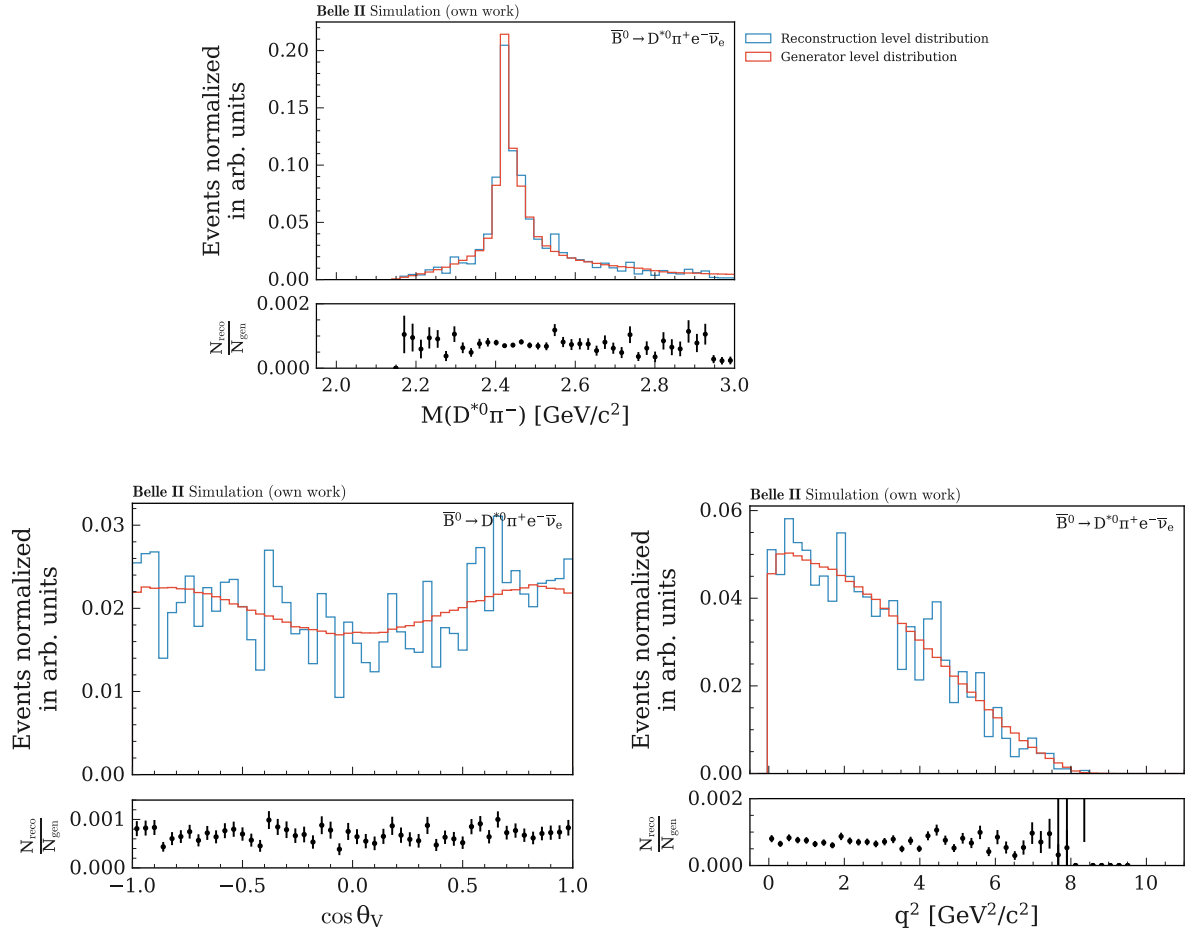 Belle II Simulation (own work)
B̅⁰ → D*⁰π⁺e⁻ν̅ₑ
Reconstruction level distribution
Generator level distribution
Events normalized
in arb. units
0.20
0.15
0.10
0.05
0.00
N_reco
N_gen
0.002
0.000
2.0 2.2 2.4 2.6 2.8 3.0
M(D*⁰π⁻) [GeV/c²]
Belle II Simulation (own work)
B̅⁰ → D*⁰π⁺e⁻ν̅ₑ
Events normalized
in arb. units
0.03
0.02
0.01
0.00
N_reco
N_gen
0.001
0.000
−1.0 −0.5 0.0 0.5 1.0
cos θ_V
Belle II Simulation (own work)
B̅⁰ → D*⁰π⁺e⁻ν̅ₑ
Events normalized
in arb. units
0.06
0.04
0.02
0.00
N_reco
N_gen
0.002
0.000
0 2 4 6 8 10
q² [GeV²/c²]